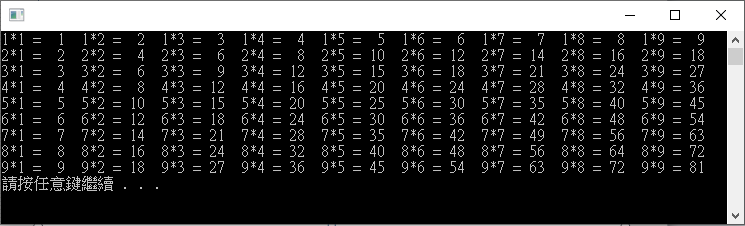 1*1 =  1  1*2 =  2  1*3 =  3  1*4 =  4  1*5 =  5  1*6 =  6  1*7 =  7  1*8 =  8  1*9 =  9
2*1 =  2  2*2 =  4  2*3 =  6  2*4 =  8  2*5 = 10  2*6 = 12  2*7 = 14  2*8 = 16  2*9 = 18
3*1 =  3  3*2 =  6  3*3 =  9  3*4 = 12  3*5 = 15  3*6 = 18  3*7 = 21  3*8 = 24  3*9 = 27
4*1 =  4  4*2 =  8  4*3 = 12  4*4 = 16  4*5 = 20  4*6 = 24  4*7 = 28  4*8 = 32  4*9 = 36
5*1 =  5  5*2 = 10  5*3 = 15  5*4 = 20  5*5 = 25  5*6 = 30  5*7 = 35  5*8 = 40  5*9 = 45
6*1 =  6  6*2 = 12  6*3 = 18  6*4 = 24  6*5 = 30  6*6 = 36  6*7 = 42  6*8 = 48  6*9 = 54
7*1 =  7  7*2 = 14  7*3 = 21  7*4 = 28  7*5 = 35  7*6 = 42  7*7 = 49  7*8 = 56  7*9 = 63
8*1 =  8  8*2 = 16  8*3 = 24  8*4 = 32  8*5 = 40  8*6 = 48  8*7 = 56  8*8 = 64  8*9 = 72
9*1 =  9  9*2 = 18  9*3 = 27  9*4 = 36  9*5 = 45  9*6 = 54  9*7 = 63  9*8 = 72  9*9 = 81
請按任意鍵繼續 . . .